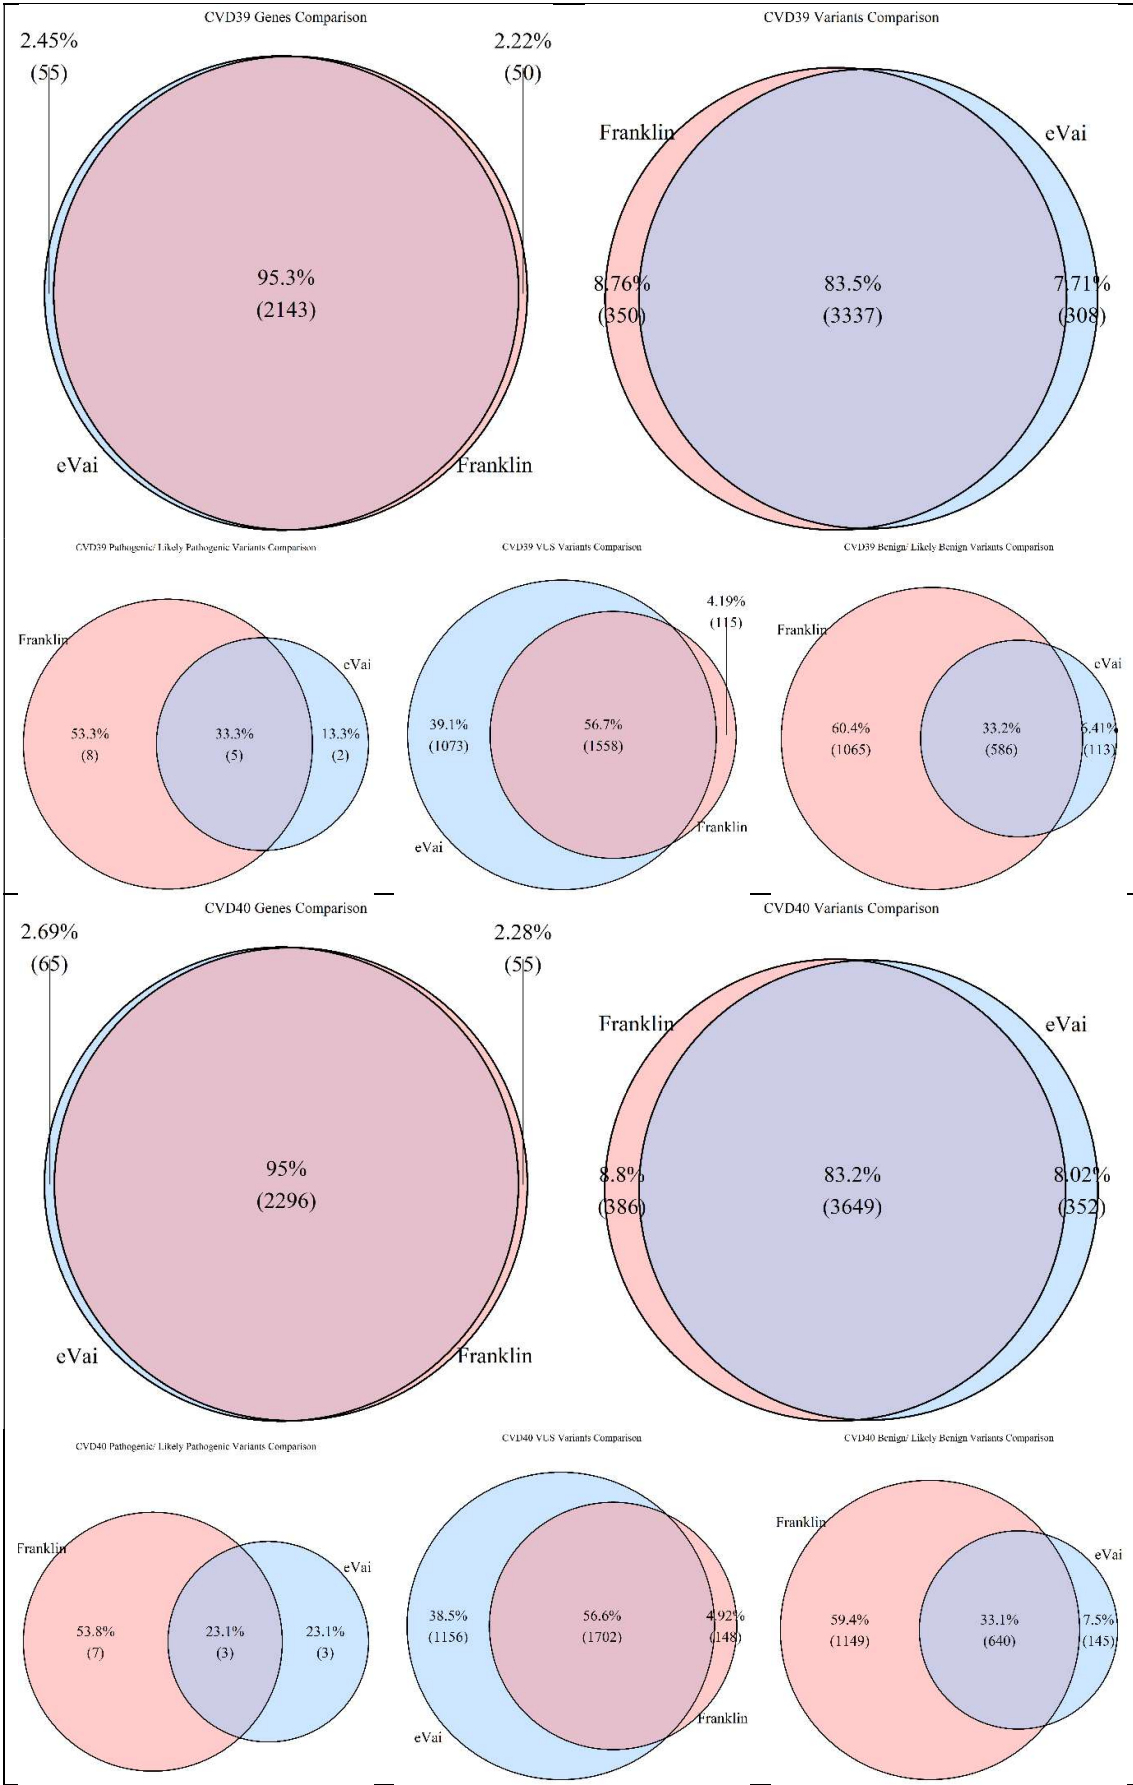 CVD39 Genes Comparison
2.45%
(55)
2.22%
(50)
95.3%
(2143)
eVai
Franklin
CVD39 Variants Comparison
Franklin
eVai
8.76%
(350)
83.5%
(3337)
7.71%
(308)
CVD39 Pathogenic/ Likely Pathogenic Variants Comparison
Franklin
eVai
53.3%
(8)
33.3%
(5)
13.3%
(2)
CVD39 VUS Variants Comparison
4.19%
(115)
39.1%
(1073)
56.7%
(1558)
eVai
Franklin
CVD39 Benign/ Likely Benign Variants Comparison
Franklin
eVai
60.4%
(1065)
33.2%
(586)
6.41%
(113)
CVD40 Genes Comparison
2.69%
(65)
2.28%
(55)
95%
(2296)
eVai
Franklin
CVD40 Variants Comparison
Franklin
eVai
8.8%
(386)
83.2%
(3649)
8.02%
(352)
CVD40 Pathogenic/ Likely Pathogenic Variants Comparison
Franklin
eVai
53.8%
(7)
23.1%
(3)
23.1%
(3)
CVD40 VUS Variants Comparison
38.5%
(1156)
56.6%
(1702)
4.92%
(148)
eVai
Franklin
CVD40 Benign/ Likely Benign Variants Comparison
Franklin
eVai
59.4%
(1149)
33.1%
(640)
7.5%
(145)